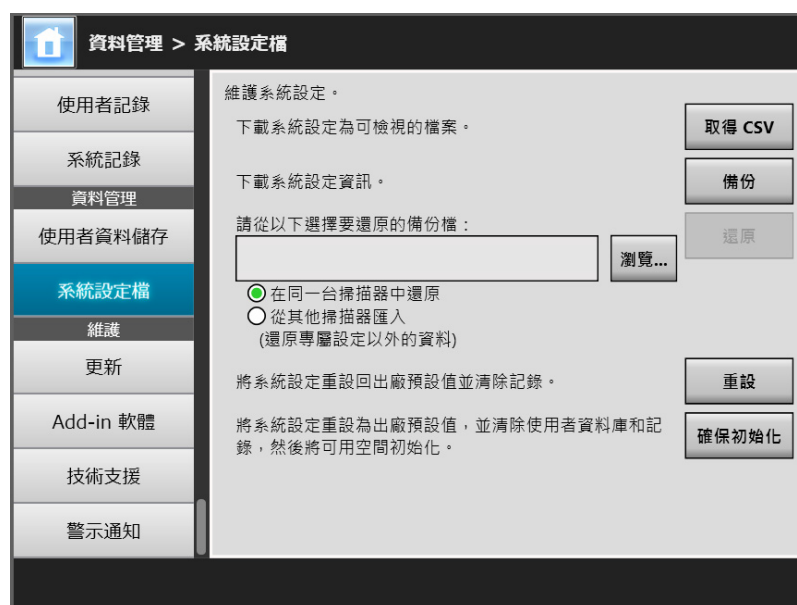 資料管理 > 系統設定檔
使用者記錄
系統記錄
資料管理
使用者資料儲存
系統設定檔
維護
更新
Add-in 軟體
技術支援
警示通知
維護系統設定。
下載系統設定為可檢視的檔案。
取得 CSV
下載系統設定資訊。
備份
請從以下選擇要還原的備份檔：
還原
瀏覽...
在同一台掃描器中還原
從其他掃描器匯入
(還原專屬設定以外的資料)
將系統設定重設回出廠預設值並清除記錄。
重設
將系統設定重設為出廠預設值，並清除使用者資料庫和記
錄，然後將可用空間初始化。
確保初始化